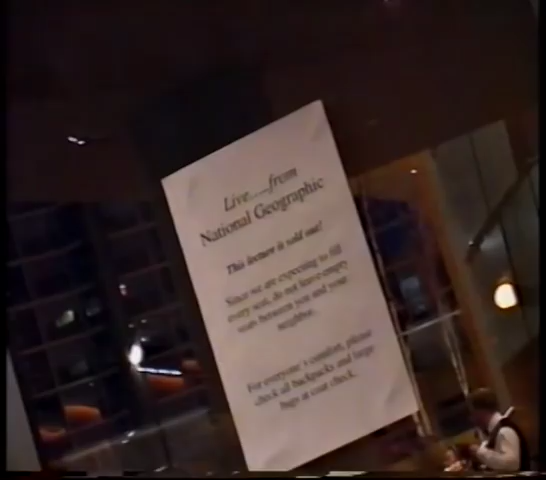 Live.....from
National Geographic
This lecture is sold out!
Since we are expecting to fill
every seat, do not leave empty
seats between you and your
neighbor.
For everyone's comfort, please
check all backpacks and large
bags at coat check.